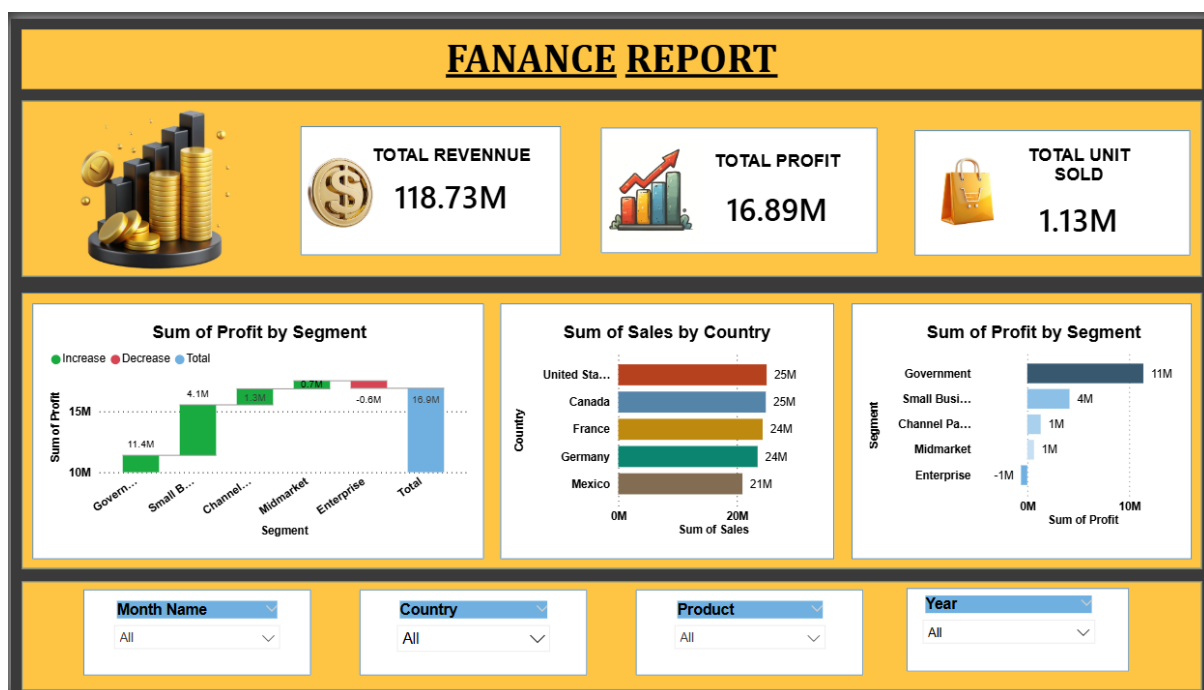 FANANCE REPORT
TOTAL REVENNUE
118.73M
TOTAL PROFIT
16.89M
TOTAL UNIT
SOLD
1.13M
Sum of Profit by Segment
Increase Decrease Total
Sum of Profit
15M
10M
11.4M
4.1M
1.3M
0.7M
-0.6M
16.9M
Govern...
Small B...
Channel...
Midmarket
Enterprise
Total
Segment
Sum of Sales by Country
Country
United Sta... 25M
Canada 25M
France 24M
Germany 24M
Mexico 21M
0M 20M
Sum of Sales
Sum of Profit by Segment
Segment
Government 11M
Small Busi... 4M
Channel Pa... 1M
Midmarket 1M
Enterprise -1M
0M 10M
Sum of Profit
Month Name
All
Country
All
Product
All
Year
All